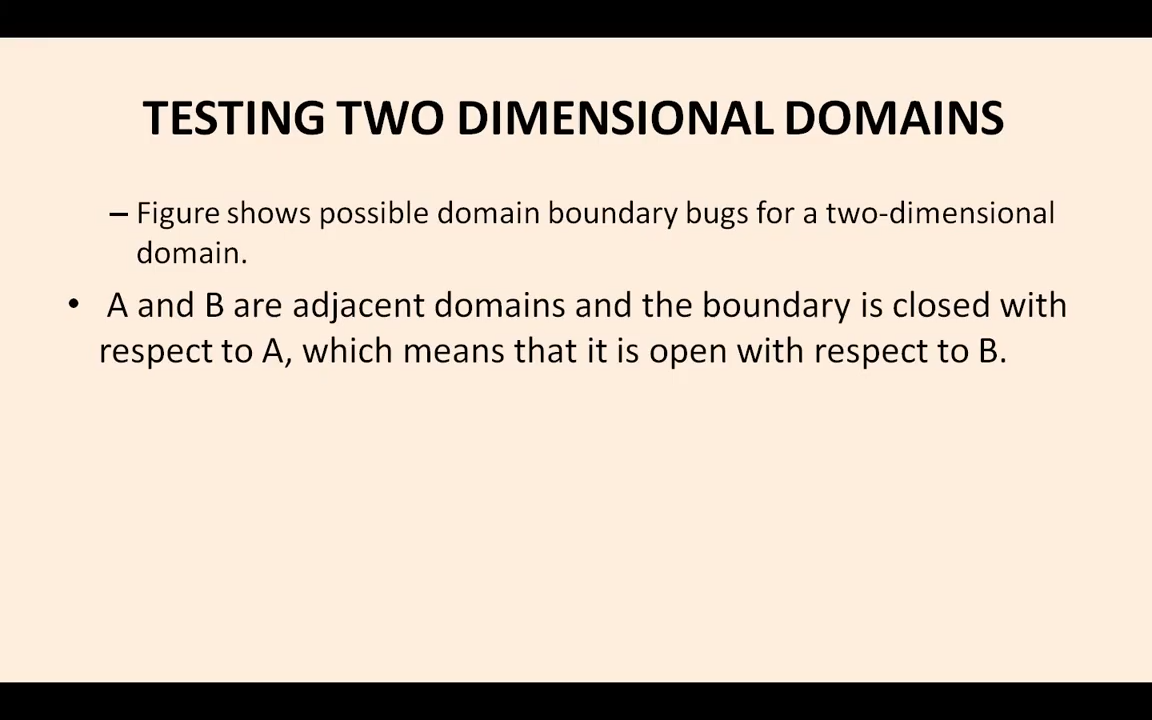 TESTING TWO DIMENSIONAL DOMAINS
– Figure shows possible domain boundary bugs for a two-dimensional
domain.
• A and B are adjacent domains and the boundary is closed with
respect to A, which means that it is open with respect to B.